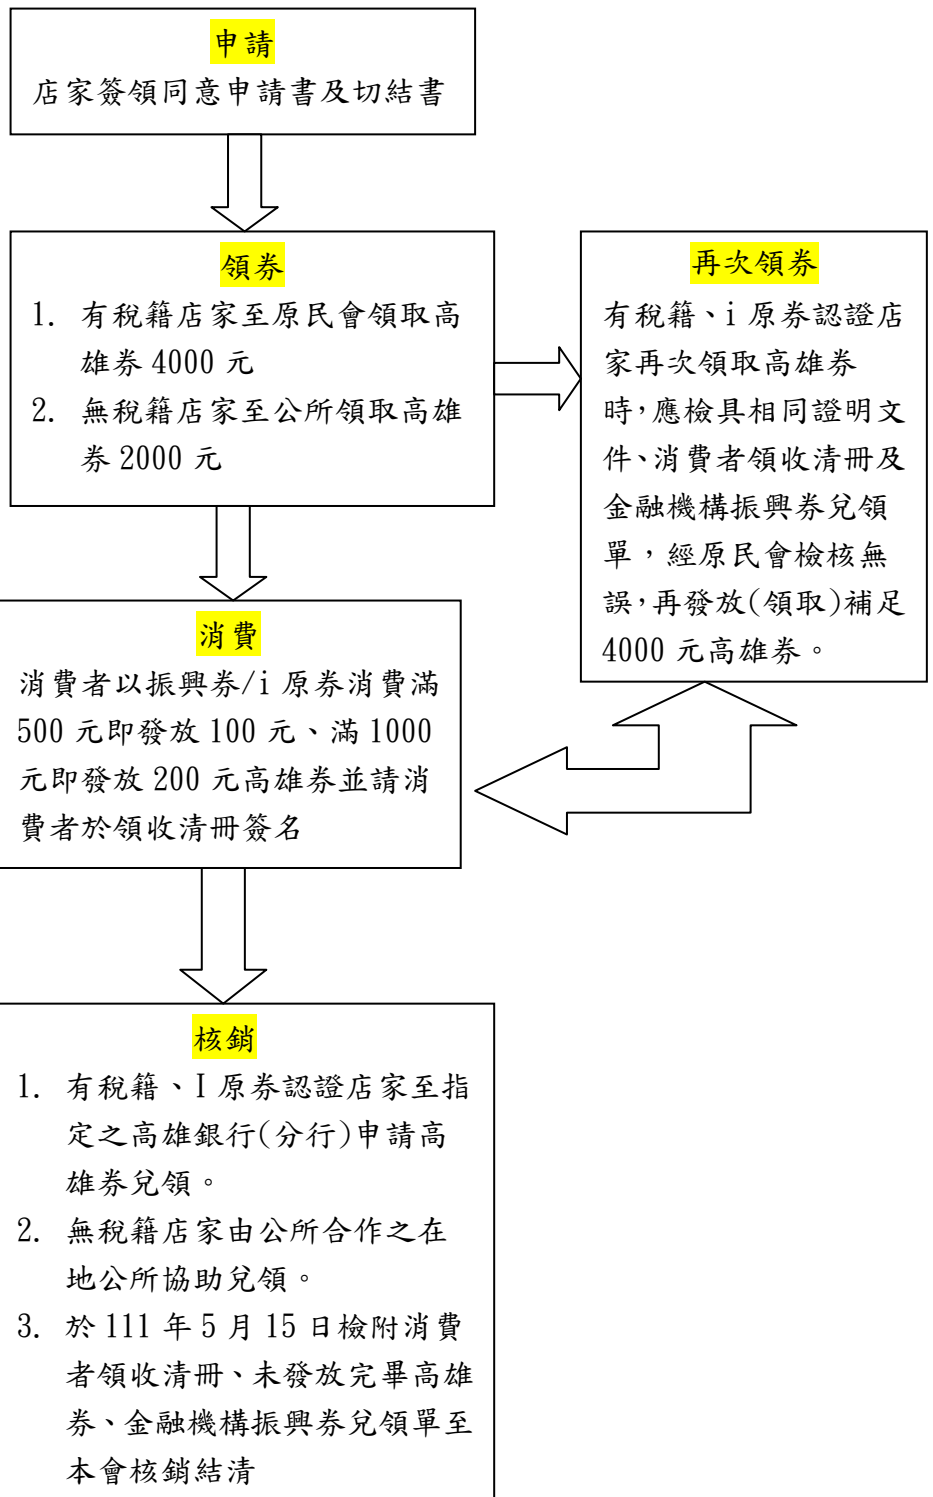 申請
店家簽領同意申請書及切結書
領券
1. 有稅籍店家至原民會領取高
雄券 4000 元
2. 無稅籍店家至公所領取高雄
券 2000 元
再次領券
有稅籍、i 原券認證店
家再次領取高雄券
時,應檢具相同證明文
件、消費者領收清冊及
金融機構振興券兌領
單,經原民會檢核無
誤,再發放(領取)補足
4000 元高雄券。
消費
消費者以振興券/i 原券消費滿
500 元即發放 100 元、滿 1000
元即發放 200 元高雄券並請消
費者於領收清冊簽名
核銷
1. 有稅籍、I 原券認證店家至指
定之高雄銀行(分行)申請高
雄券兌領。
2. 無稅籍店家由公所合作之在
地公所協助兌領。
3. 於 111 年 5 月 15 日檢附消費
者領收清冊、未發放完畢高雄
券、金融機構振興券兌領單至
本會核銷結清